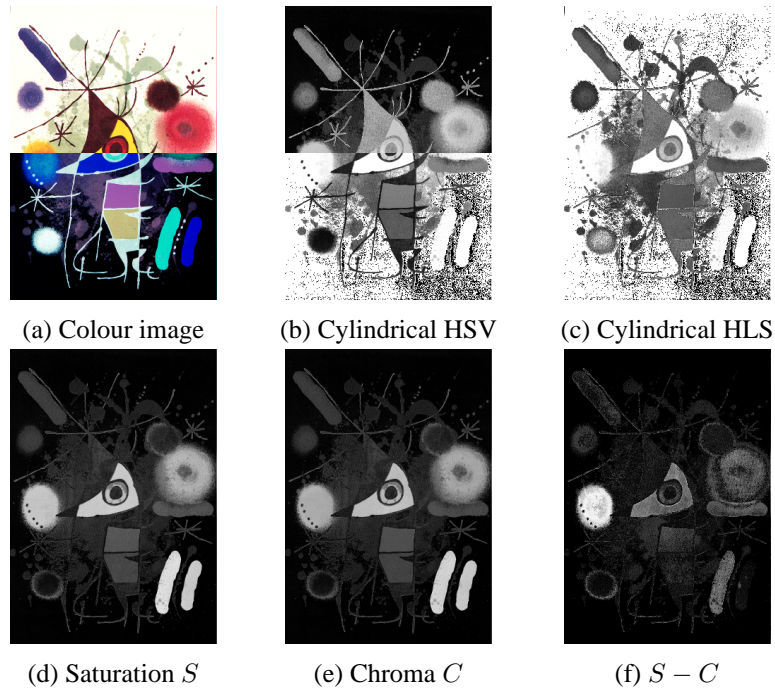 (a) Colour image
(b) Cylindrical HSV
(c) Cylindrical HLS
(d) Saturation S
(e) Chroma C
(f) S − C